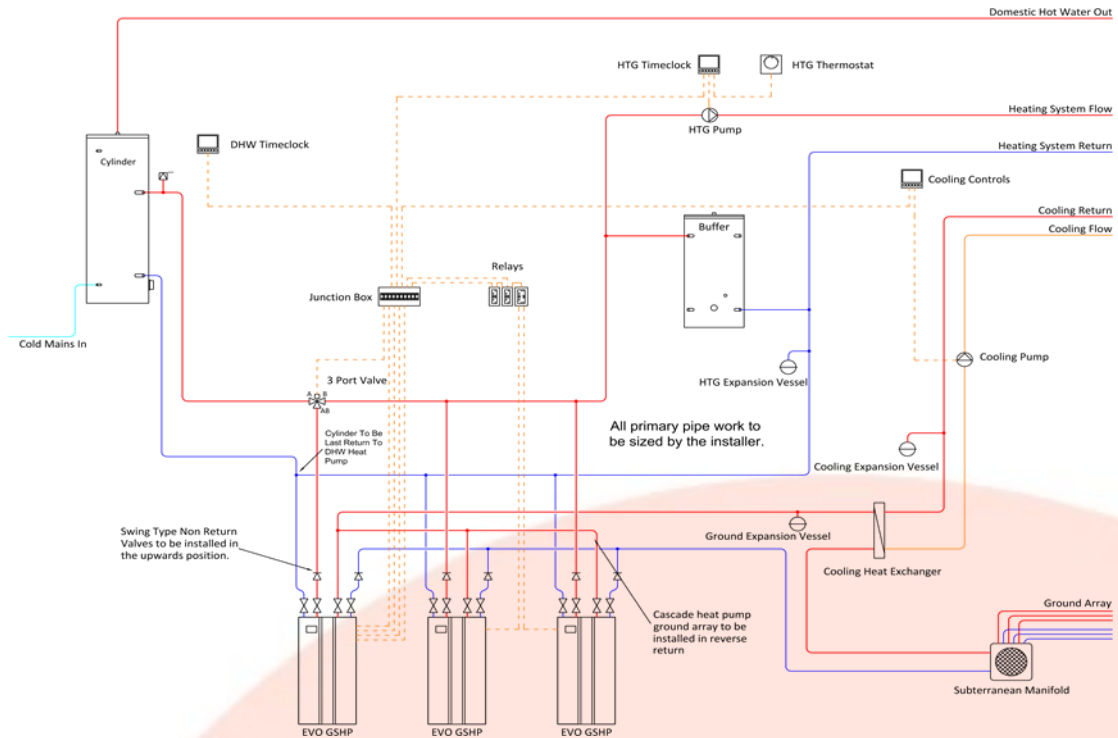 Domestic Hot Water Out
HTG Timeclock
HTG Thermostat
Heating System Flow
HTG Pump
DHW Timeclock
Heating System Return
Cylinder
Cooling Controls
Cooling Return
Buffer
Cooling Flow
Relays
Junction Box
Cold Mains In
Cooling Pump
3 Port Valve
HTG Expansion Vessel
A
B
AB
All primary pipe work to
be sized by the installer.
Cylinder To Be
Last Return To
DHW Heat
Pump
Cooling Expansion Vessel
Swing Type Non Return
Valves to be installed in
the upwards position.
Ground Expansion Vessel
Cooling Heat Exchanger
Cascade heat pump
ground array to be
installed in reverse
return
Ground Array
Subterranean Manifold
EVO GSHP
EVO GSHP
EVO GSHP